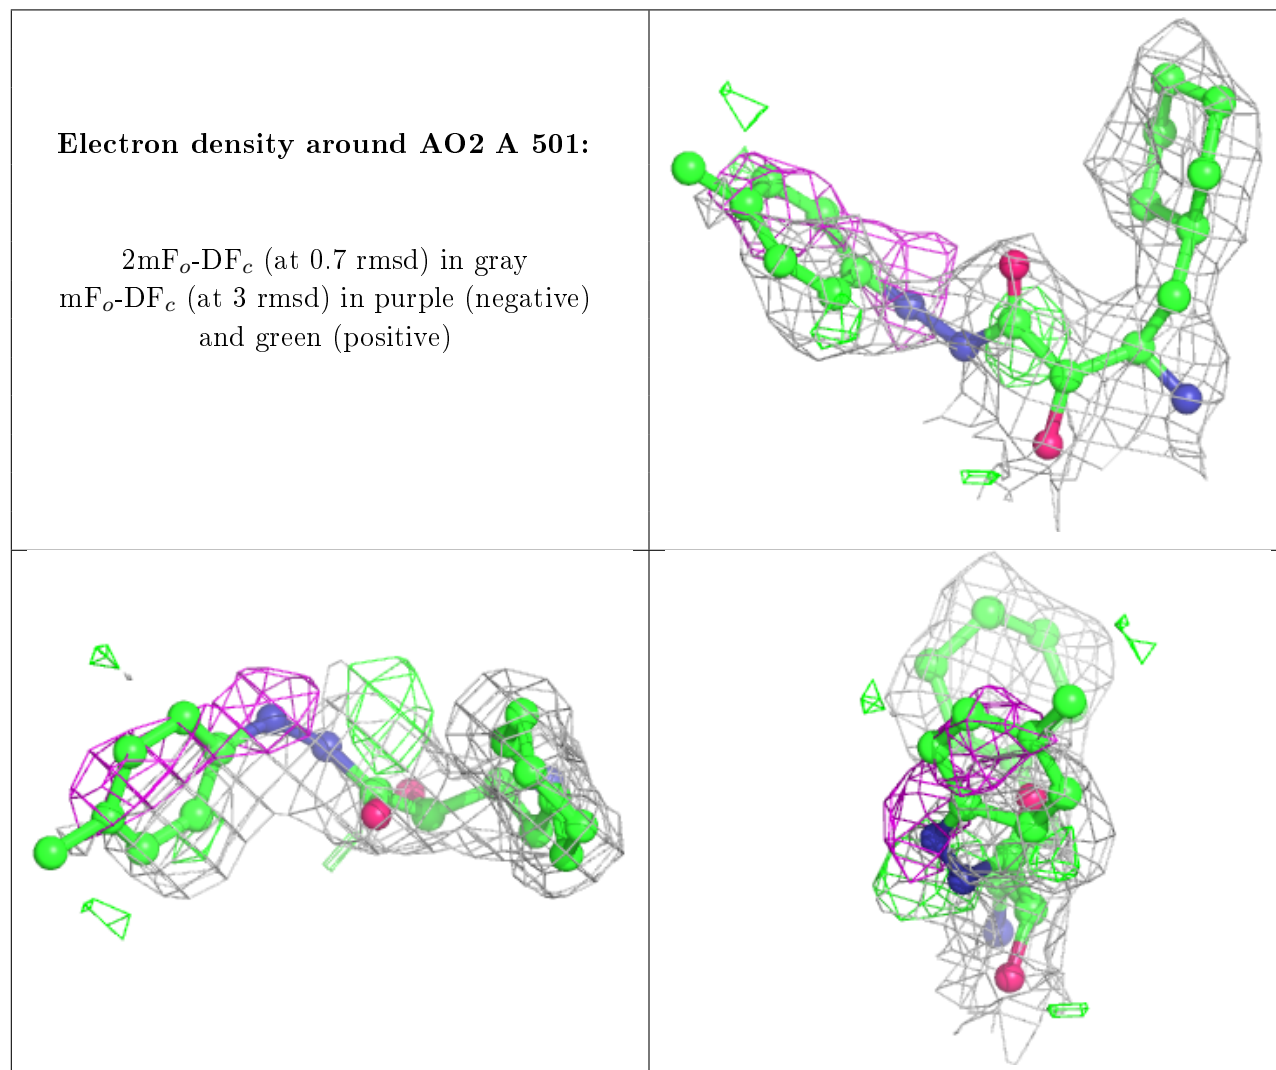 Electron density around AO2 A 501:
2mFo-DFc (at 0.7 rmsd) in gray
mFo-DFc (at 3 rmsd) in purple (negative)
and green (positive)